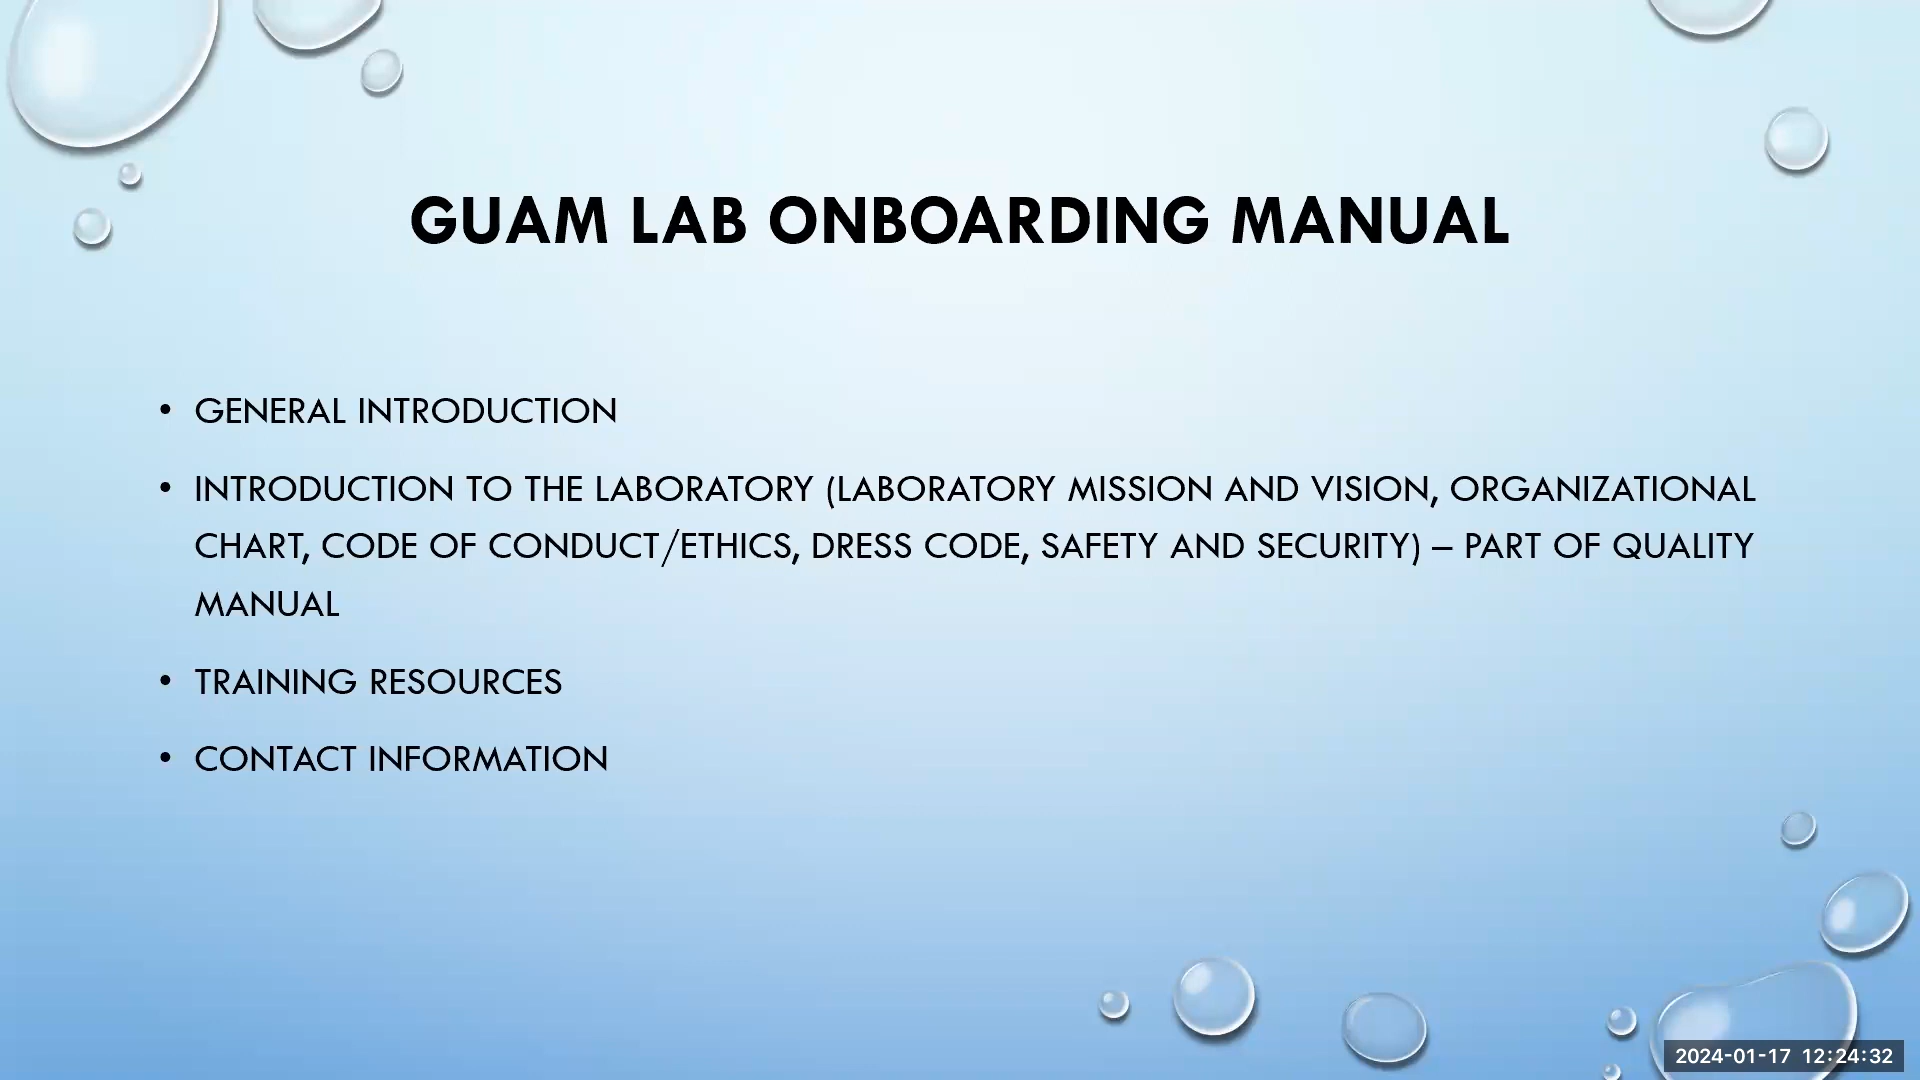 GUAM LAB ONBOARDING MANUAL
• GENERAL INTRODUCTION
• INTRODUCTION TO THE LABORATORY (LABORATORY MISSION AND VISION, ORGANIZATIONAL
CHART, CODE OF CONDUCT/ETHICS, DRESS CODE, SAFETY AND SECURITY) – PART OF QUALITY
MANUAL
• TRAINING RESOURCES
• CONTACT INFORMATION
2024-01-17 12:24:32